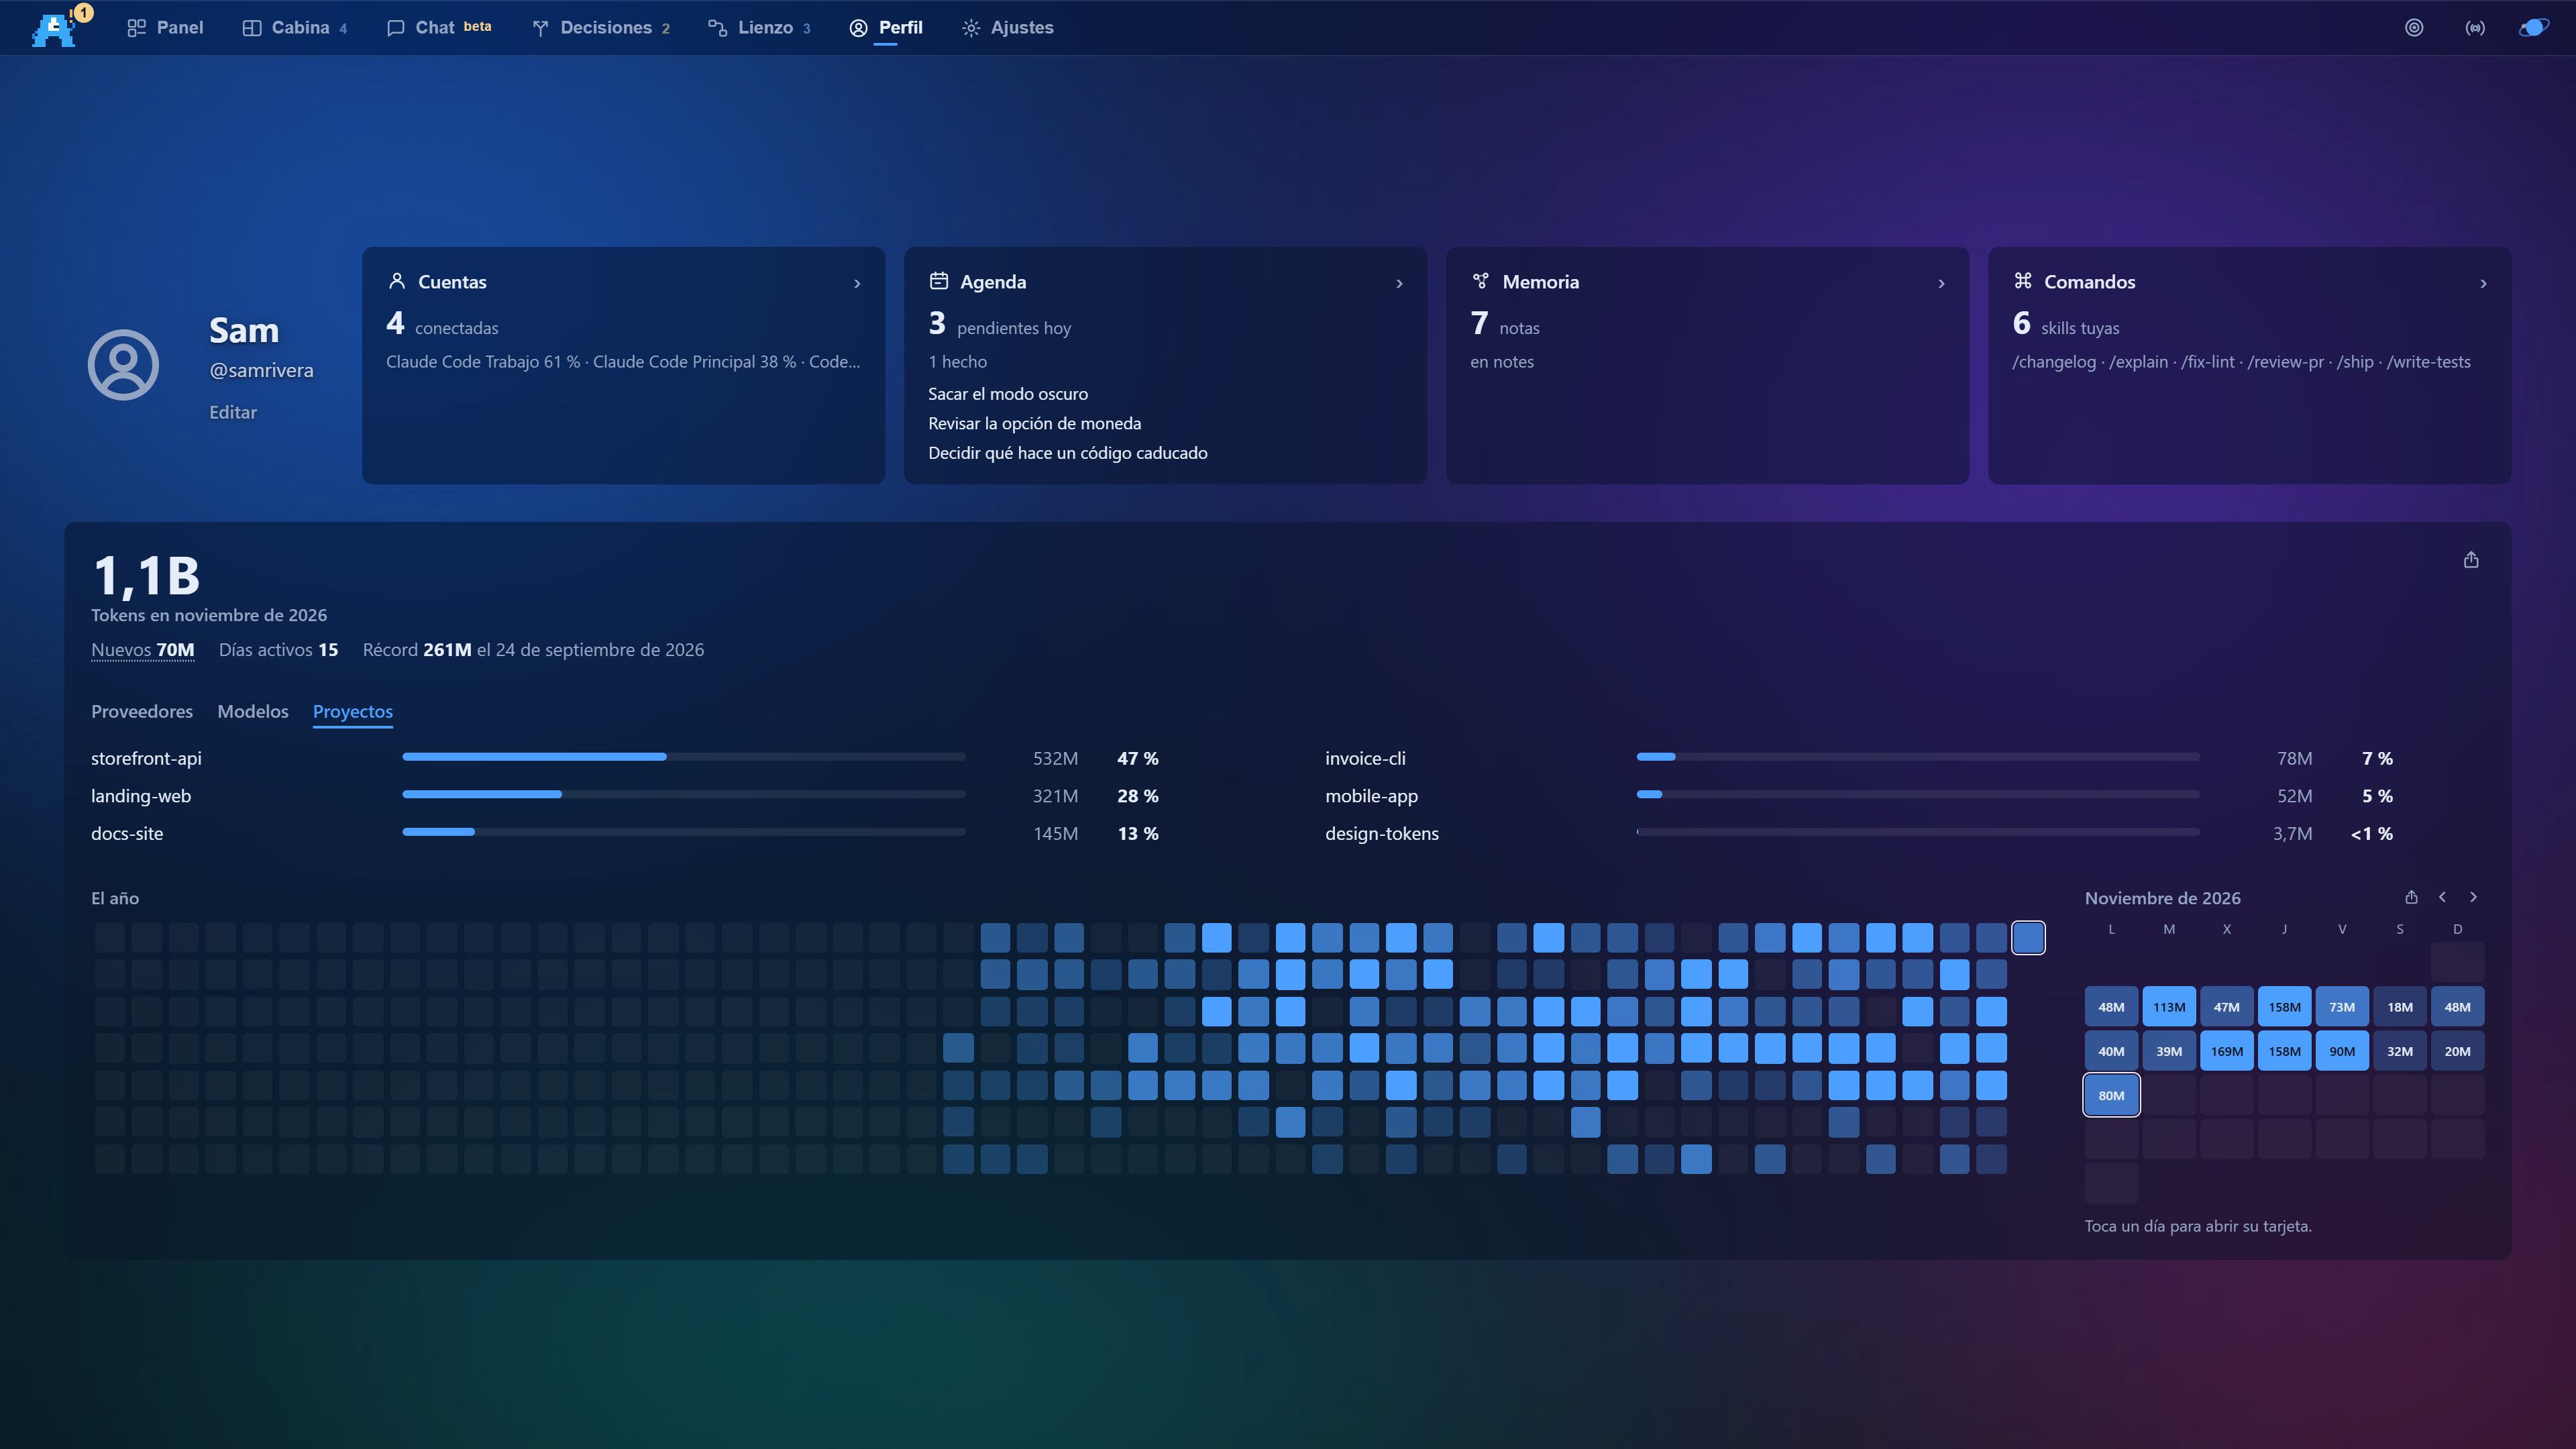 1
Panel
Cabina 4
Chat beta
Decisiones 2
Lienzo 3
Perfil
Ajustes
Sam
@samrivera
Editar
Cuentas
4 conectadas
Claude Code Trabajo 61 % · Claude Code Principal 38 % · Code...
Agenda
3 pendientes hoy
1 hecho
Sacar el modo oscuro
Revisar la opción de moneda
Decidir qué hace un código caducado
Memoria
7 notas
en notes
Comandos
6 skills tuyas
/changelog · /explain · /fix-lint · /review-pr · /ship · /write-tests
1,1B
Tokens en noviembre de 2026
Nuevos 70M Días activos 15 Récord 261M el 24 de septiembre de 2026
Proveedores Modelos Proyectos
storefront-api 532M 47 %
landing-web 321M 28 %
docs-site 145M 13 %
invoice-cli 78M 7 %
mobile-app 52M 5 %
design-tokens 3,7M <1 %
El año
Noviembre de 2026
L M X J V S D
48M 113M 47M 158M 73M 18M 48M
40M 39M 169M 158M 90M 32M 20M
80M
Toca un día para abrir su tarjeta.